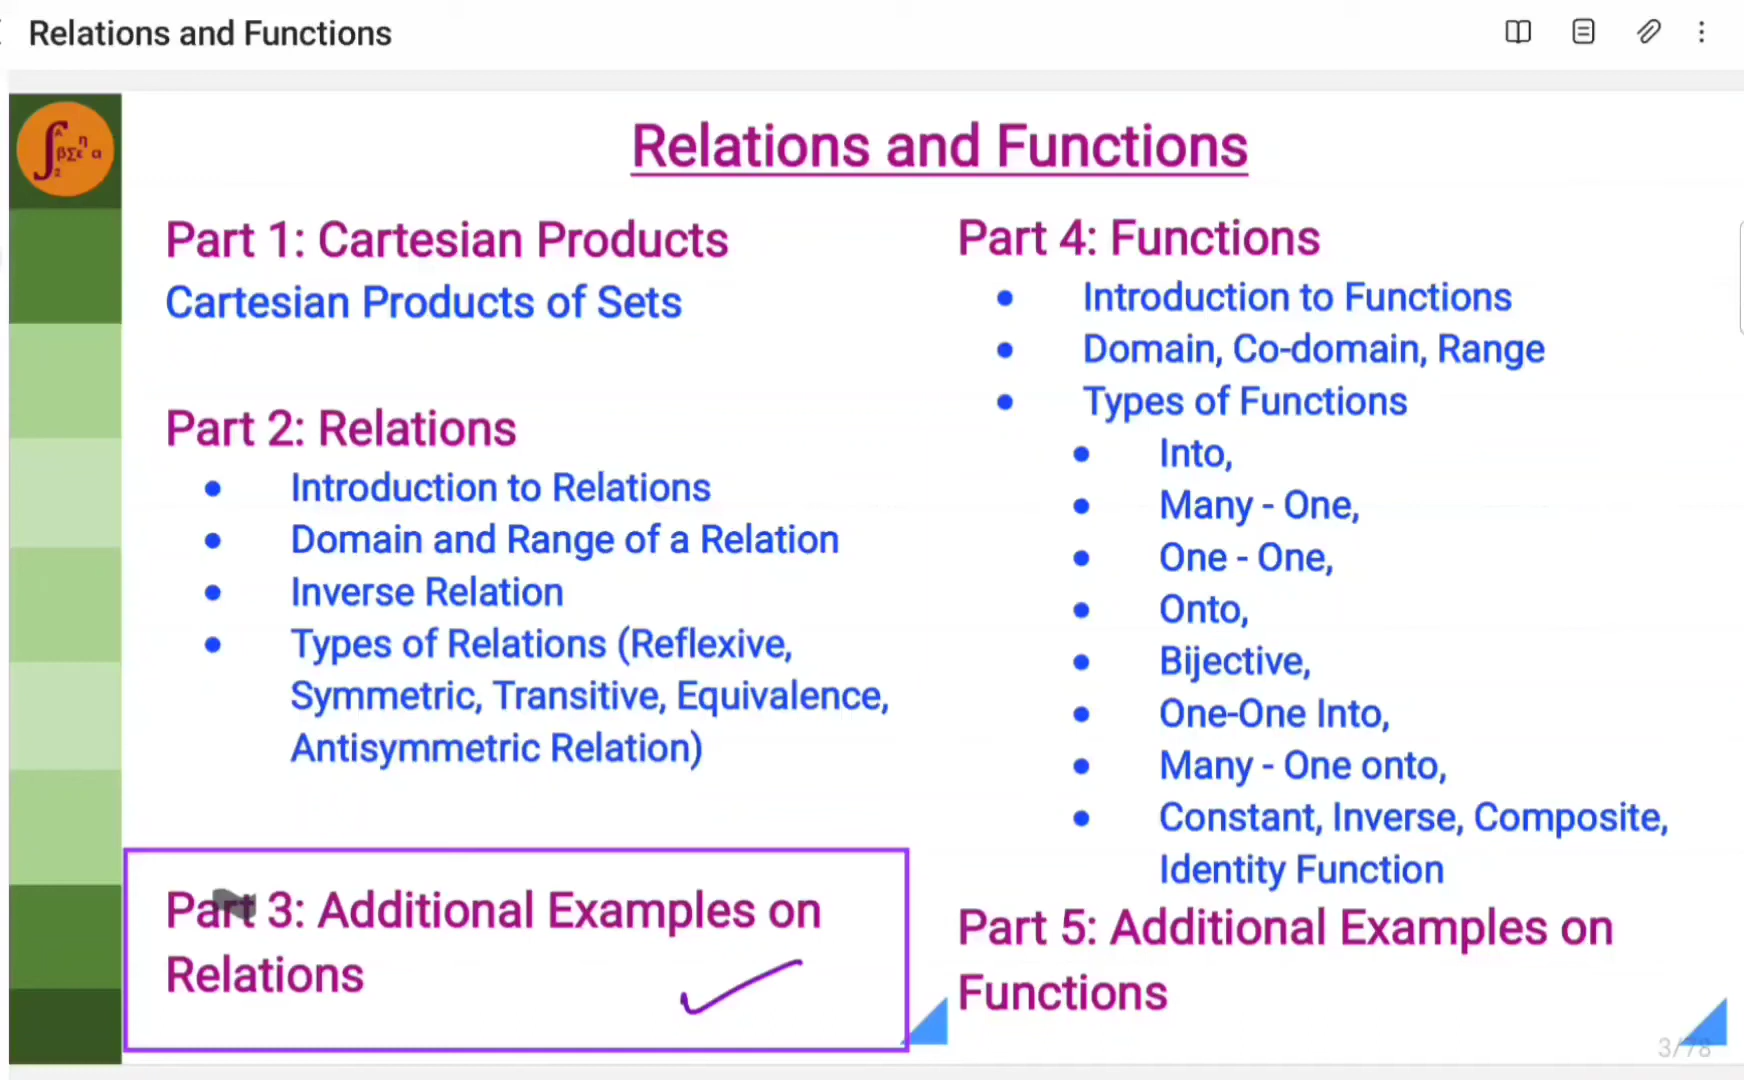 Relations and Functions
Relations and Functions
Part 1: Cartesian Products
Cartesian Products of Sets
Part 2: Relations
Introduction to Relations
Domain and Range of a Relation
Inverse Relation
Types of Relations (Reflexive,
Symmetric, Transitive, Equivalence,
Antisymmetric Relation)
Part 3: Additional Examples on
Relations
Part 4: Functions
Introduction to Functions
Domain, Co-domain, Range
Types of Functions
Into,
Many - One,
One - One,
Onto,
Bijective,
One-One Into,
Many - One onto,
Constant, Inverse, Composite,
Identity Function
Part 5: Additional Examples on
Functions
3/78